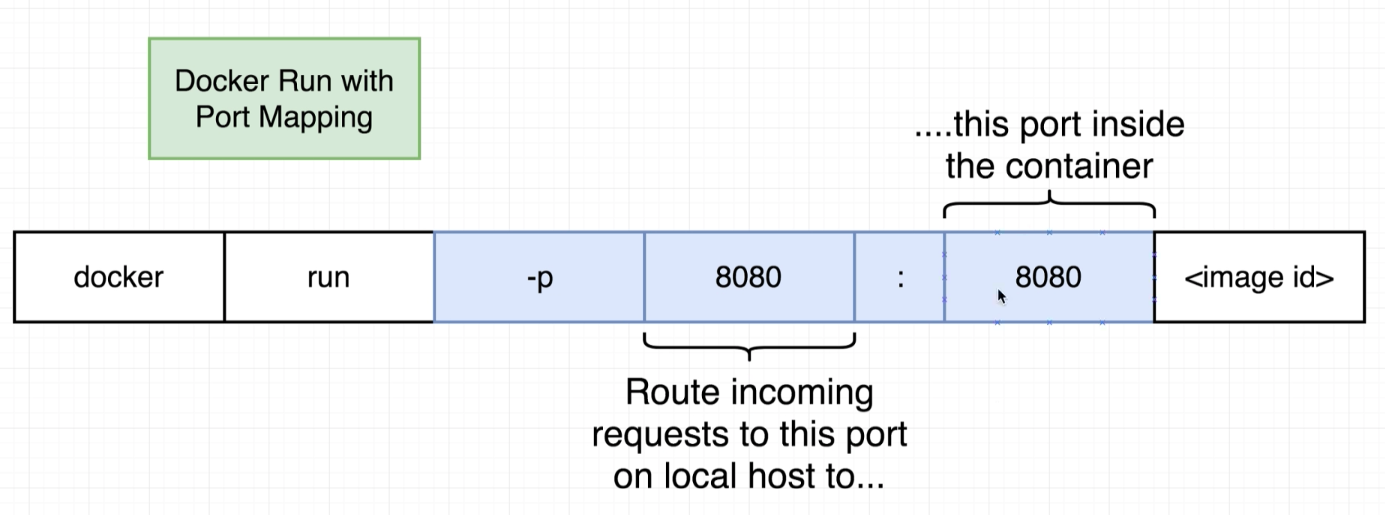 Docker Run with
Port Mapping
....this port inside
the container
docker run -p 8080 : 8080 <image id>
Route incoming
requests to this port
on local host to...